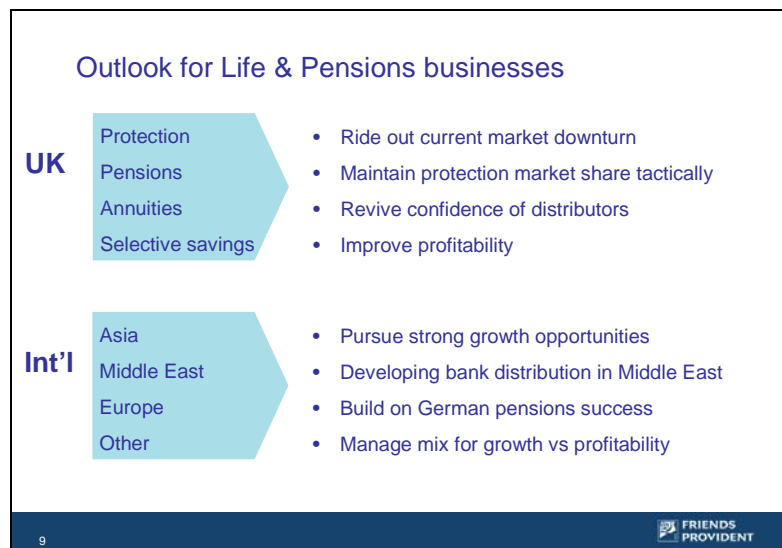 Outlook for Life & Pensions businesses
UK
Protection
Pensions
Annuities
Selective savings
• Ride out current market downturn
• Maintain protection market share tactically
• Revive confidence of distributors
• Improve profitability
Int'l
Asia
Middle East
Europe
Other
• Pursue strong growth opportunities
• Developing bank distribution in Middle East
• Build on German pensions success
• Manage mix for growth vs profitability
9
FRIENDS
PROVIDENT